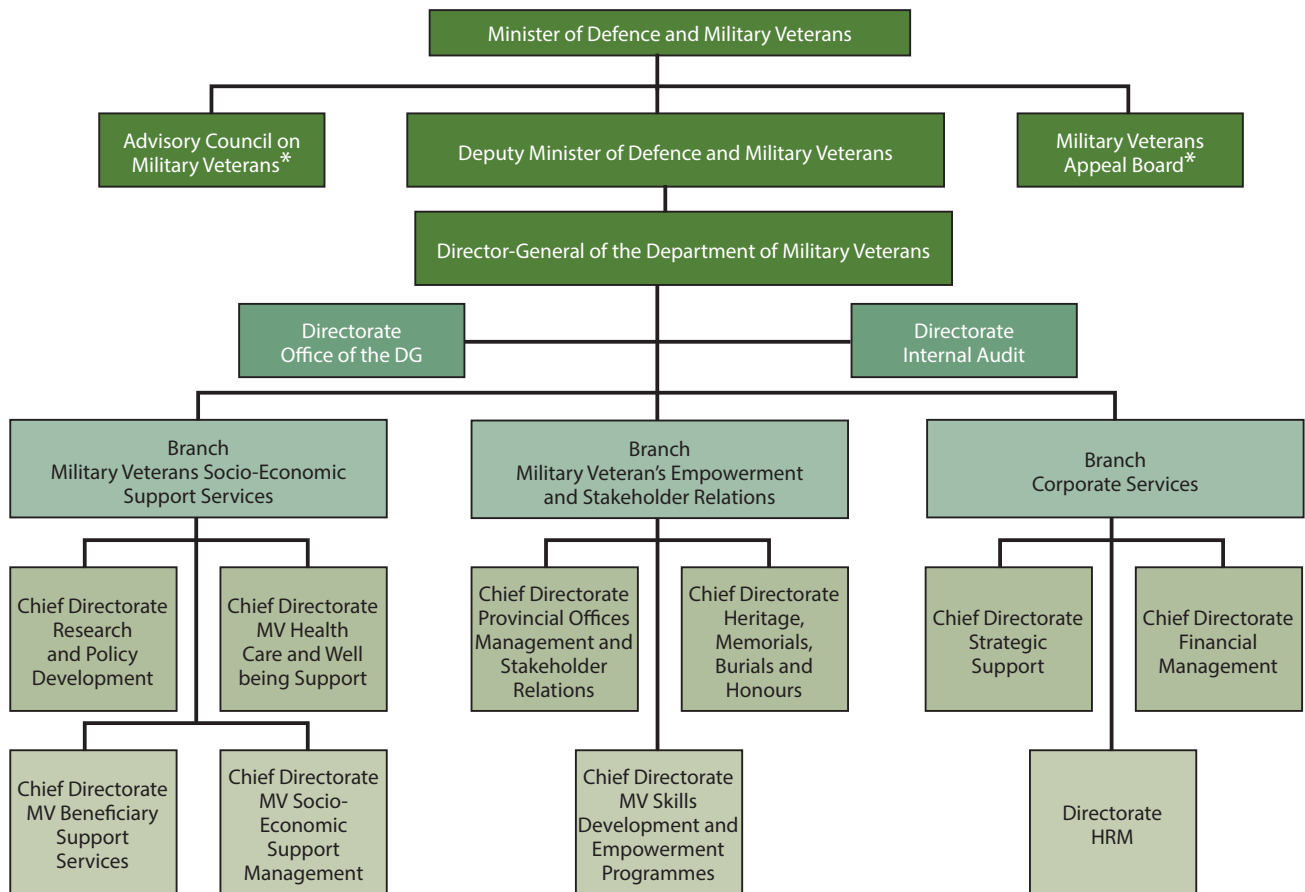 Minister of Defence and Military Veterans
Advisory Council on
Military Veterans*
Deputy Minister of Defence and Military Veterans
Military Veterans
Appeal Board*
Director-General of the Department of Military Veterans
Directorate
Office of the DG
Directorate
Internal Audit
Branch
Military Veterans Socio-Economic
Support Services
Branch
Military Veteran's Empowerment
and Stakeholder Relations
Branch
Corporate Services
Chief Directorate
Research
and Policy
Development
Chief Directorate
MV Health
Care and Well
being Support
Chief Directorate
Provincial Offices
Management and
Stakeholder
Relations
Chief Directorate
Heritage,
Memorials,
Burials and
Honours
Chief Directorate
Strategic
Support
Chief Directorate
Financial
Management
Chief Directorate
MV Beneficiary
Support
Services
Chief Directorate
MV Socio-
Economic
Support
Management
Chief Directorate
MV Skills
Development and
Empowerment
Programmes
Directorate
HRM